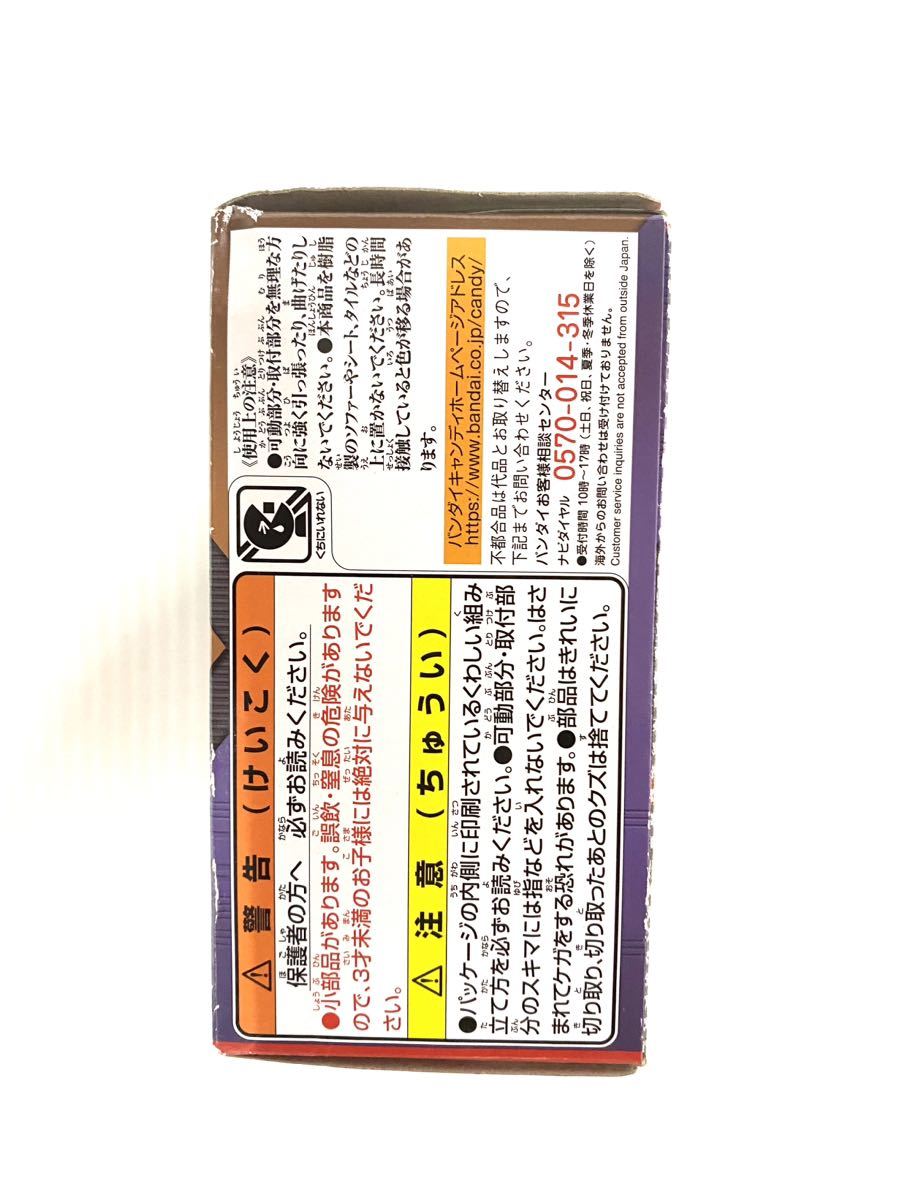 ⚠ 警告 (けいこく)
保護者の方へ 必ずお読みください。
●小部品があります。誤飲・窒息の危険があります
ので、3才未満のお子様には絶対に与えないでくだ
さい。
⚠ 注意 (ちゅうい)
●パッケージの内側に印刷されているくわしい組み
立て方を必ずお読みください。●可動部分・取付部
分のスキマには指などを入れないでください。はさ
まれてケガをする恐れがあります。●部品はきれいに
切り取り、切り取ったあとのクズは捨ててください。
くちにいれない
《使用上の注意》
●可動部分・取付部分を無理な方
向に強く引っ張ったり、曲げたりし
ないでください。●本商品を樹脂
製のソファーやシート、タイルなどの
上に置かないでください。長時間
接触していると色が移る場合があ
ります。
バンダイキャンディホームページアドレス
https://www.bandai.co.jp/candy/
不都合品は代品とお取り替えしますので、
下記までお問い合わせください。
バンダイお客様相談センター
ナビダイヤル 0570-014-315
●受付時間 10時～17時(土日、祝日、夏季・冬季休業日を除く)
海外からのお問い合わせは受け付けておりません。
Customer service inquiries are not accepted from outside Japan.